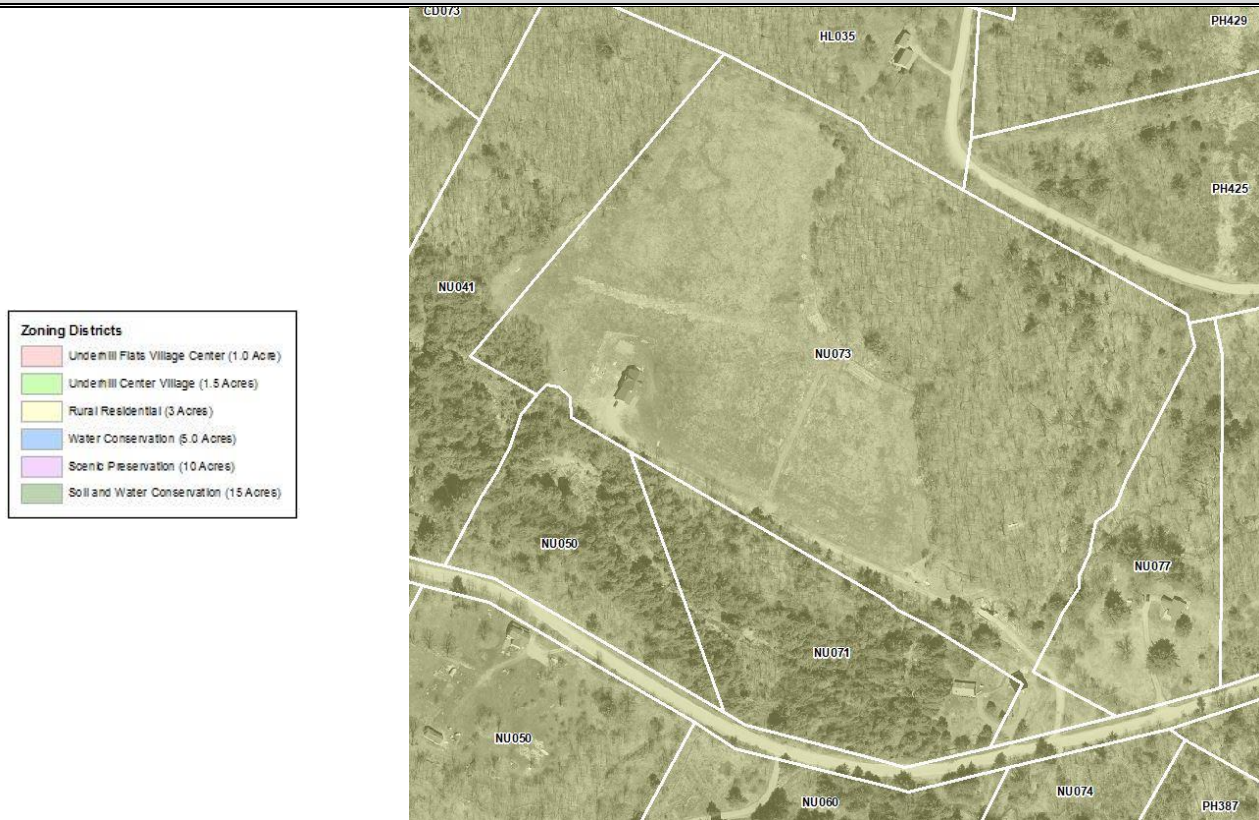 Zoning Districts
Underhill Flats Village Center (1.0 Acre)
Underhill Center Village (1.5 Acres)
Rural Residential (3 Acres)
Water Conservation (5.0 Acres)
Scenic Preservation (10 Acres)
Soil and Water Conservation (15 Acres)
CD073
HL035
PH429
PH425
NU041
NU073
NU050
NU077
NU071
NU050
NU060
NU074
PH387